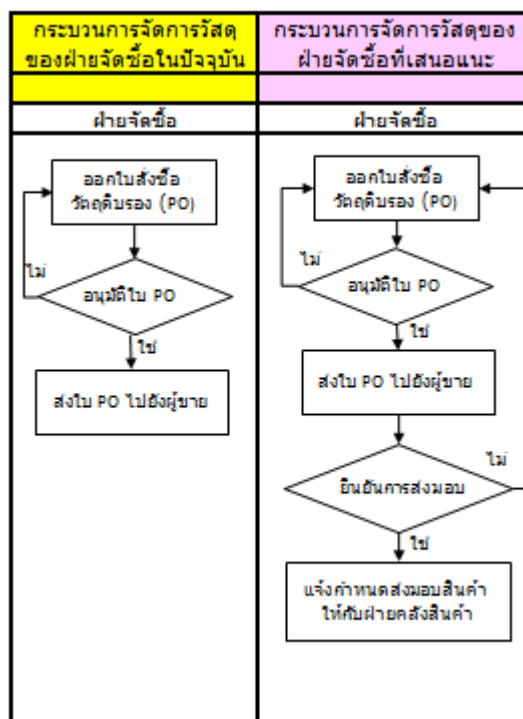 กระบวนการจัดการวัสดุ
ของฝ่ายจัดซื้อในปัจจุบัน
ฝ่ายจัดซื้อ
ออกใบสั่งซื้อ
วัตถุดิบรอง (PO)
ไม่
อนุมัติใบ PO
ใช่
ส่งใบ PO ไปยังผู้ขาย
กระบวนการจัดการวัสดุของ
ฝ่ายจัดซื้อที่เสนอแนะ
ฝ่ายจัดซื้อ
ออกใบสั่งซื้อ
วัตถุดิบรอง (PO)
ไม่
อนุมัติใบ PO
ใช่
ส่งใบ PO ไปยังผู้ขาย
ไม่
ยืนยันการส่งมอบ
ใช่
แจ้งกำหนดส่งมอบสินค้า
ให้กับฝ่ายคลังสินค้า